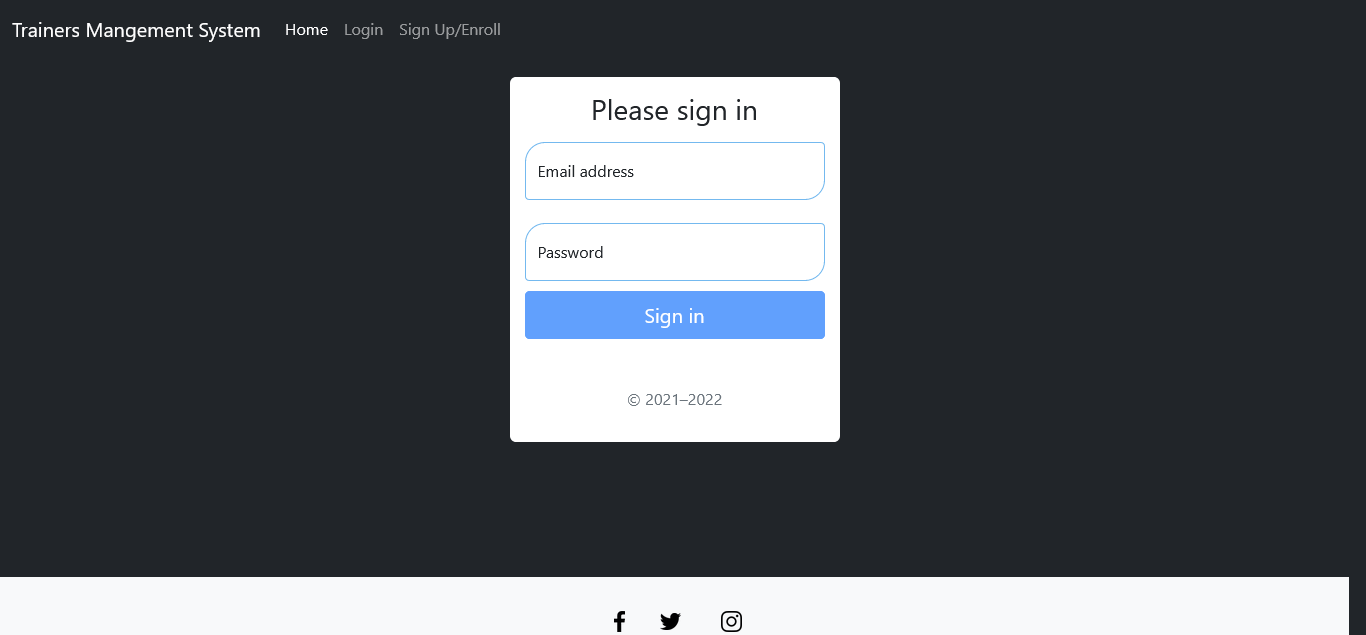 Trainers Mangement System Home Login Sign Up/Enroll
Please sign in
Email address
Password
Sign in
© 2021–2022